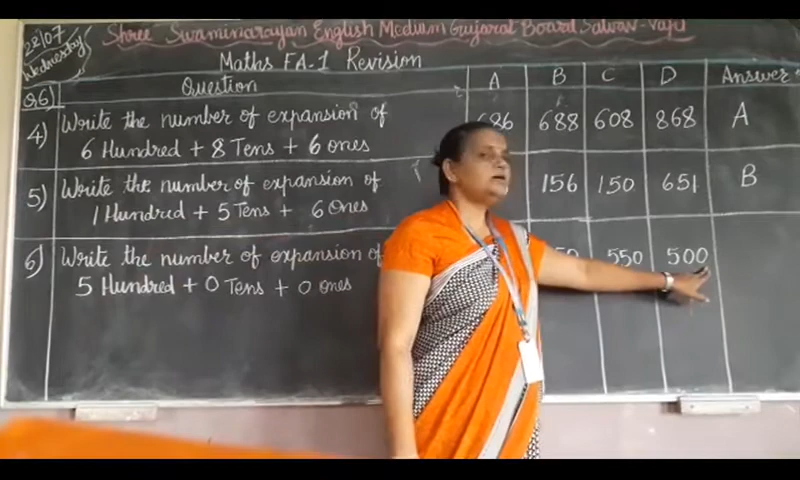 22/07
Wednesday
Shree Swaminarayan English Medium Gujarat Board Salvav-Vapi
Maths FA-1 Revision
Q6) Question A B C D Answer
4) Write the number of expansion of 686 688 608 868 A
6 Hundred + 8 Tens + 6 ones
5) Write the number of expansion of 156 150 651 B
1 Hundred + 5 Tens + 6 Ones
6) Write the number of expansion of 550 500
5 Hundred + 0 Tens + 0 ones